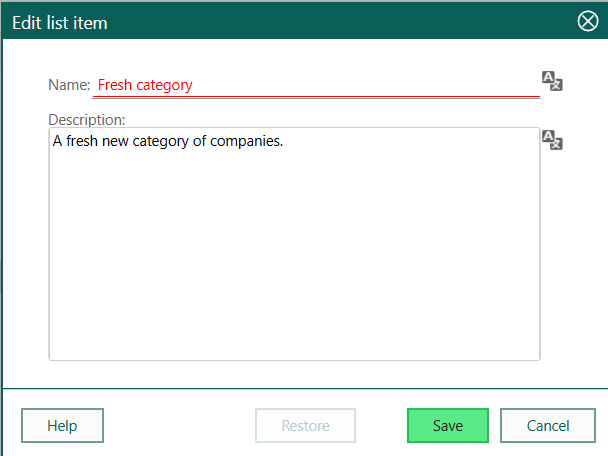 Edit list item
Name: Fresh category
Description:
A fresh new category of companies.
Help Restore Save Cancel